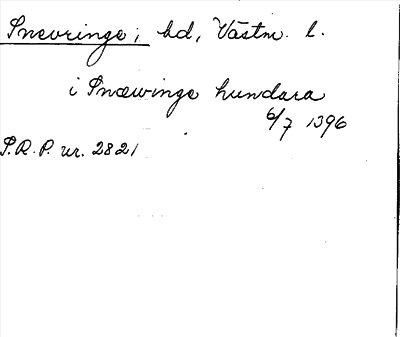 Snevringe; hd, Västm. l.
i Snæwinge hundara
6/7 1396
S.R.P. nr. 2821